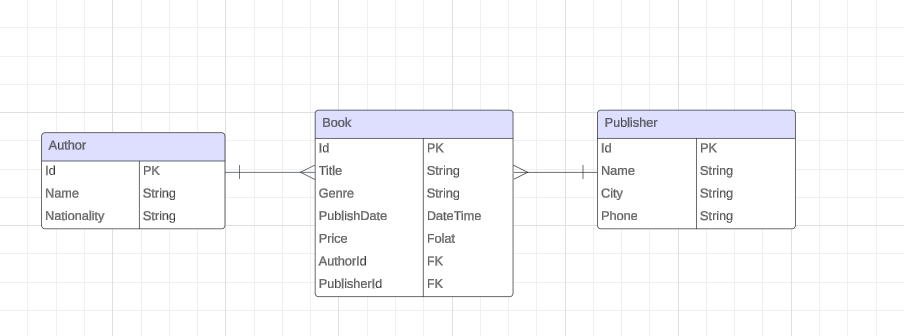 Author
Id PK
Name String
Nationality String
Book
Id PK
Title String
Genre String
PublishDate DateTime
Price Folat
AuthorId FK
PublisherId FK
Publisher
Id PK
Name String
City String
Phone String